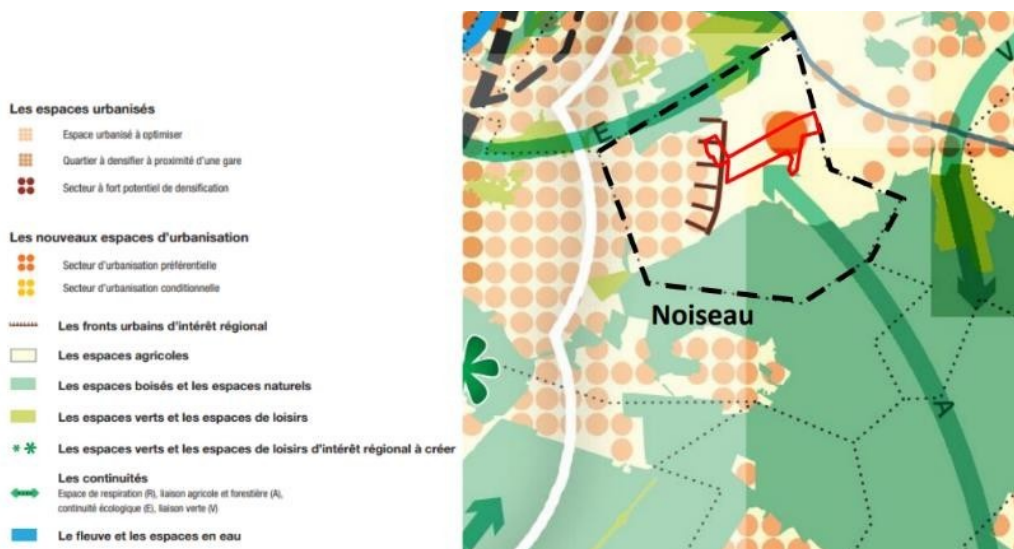 Les espaces urbanisés
Espace urbanisé à optimiser
Quartier à densifier à proximité d'une gare
Secteur à fort potentiel de densification
Les nouveaux espaces d'urbanisation
Secteur d'urbanisation préférentielle
Secteur d'urbanisation conditionnelle
Les fronts urbains d'intérêt régional
Les espaces agricoles
Les espaces boisés et les espaces naturels
Les espaces verts et les espaces de loisirs
Les espaces verts et les espaces de loisirs d'intérêt régional à créer
Les continuités
Espace de respiration (R), liaison agricole et forestière (A),
continuité écologique (E), liaison verte (V)
Le fleuve et les espaces en eau
E
V
Noiseau
A